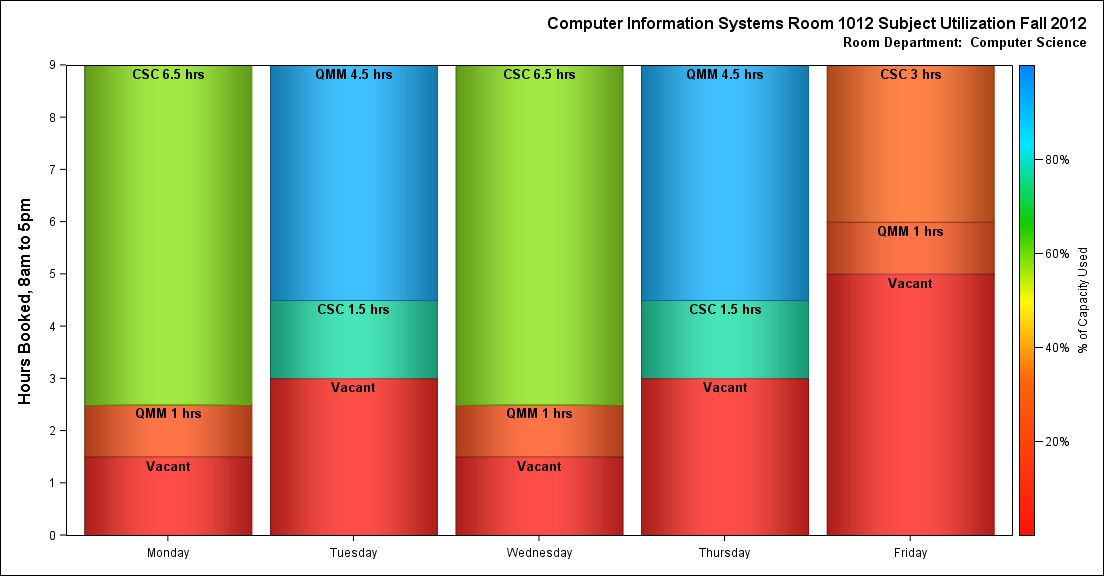 Computer Information Systems Room 1012 Subject Utilization Fall 2012
Room Department:  Computer Science
Hours Booked, 8am to 5pm
9
8
7
6
5
4
3
2
1
0
CSC 6.5 hrs
QMM 1 hrs
Vacant
QMM 4.5 hrs
CSC 1.5 hrs
Vacant
CSC 6.5 hrs
QMM 1 hrs
Vacant
QMM 4.5 hrs
CSC 1.5 hrs
Vacant
CSC 3 hrs
QMM 1 hrs
Vacant
Monday
Tuesday
Wednesday
Thursday
Friday
80%
60%
40%
20%
% of Capacity Used